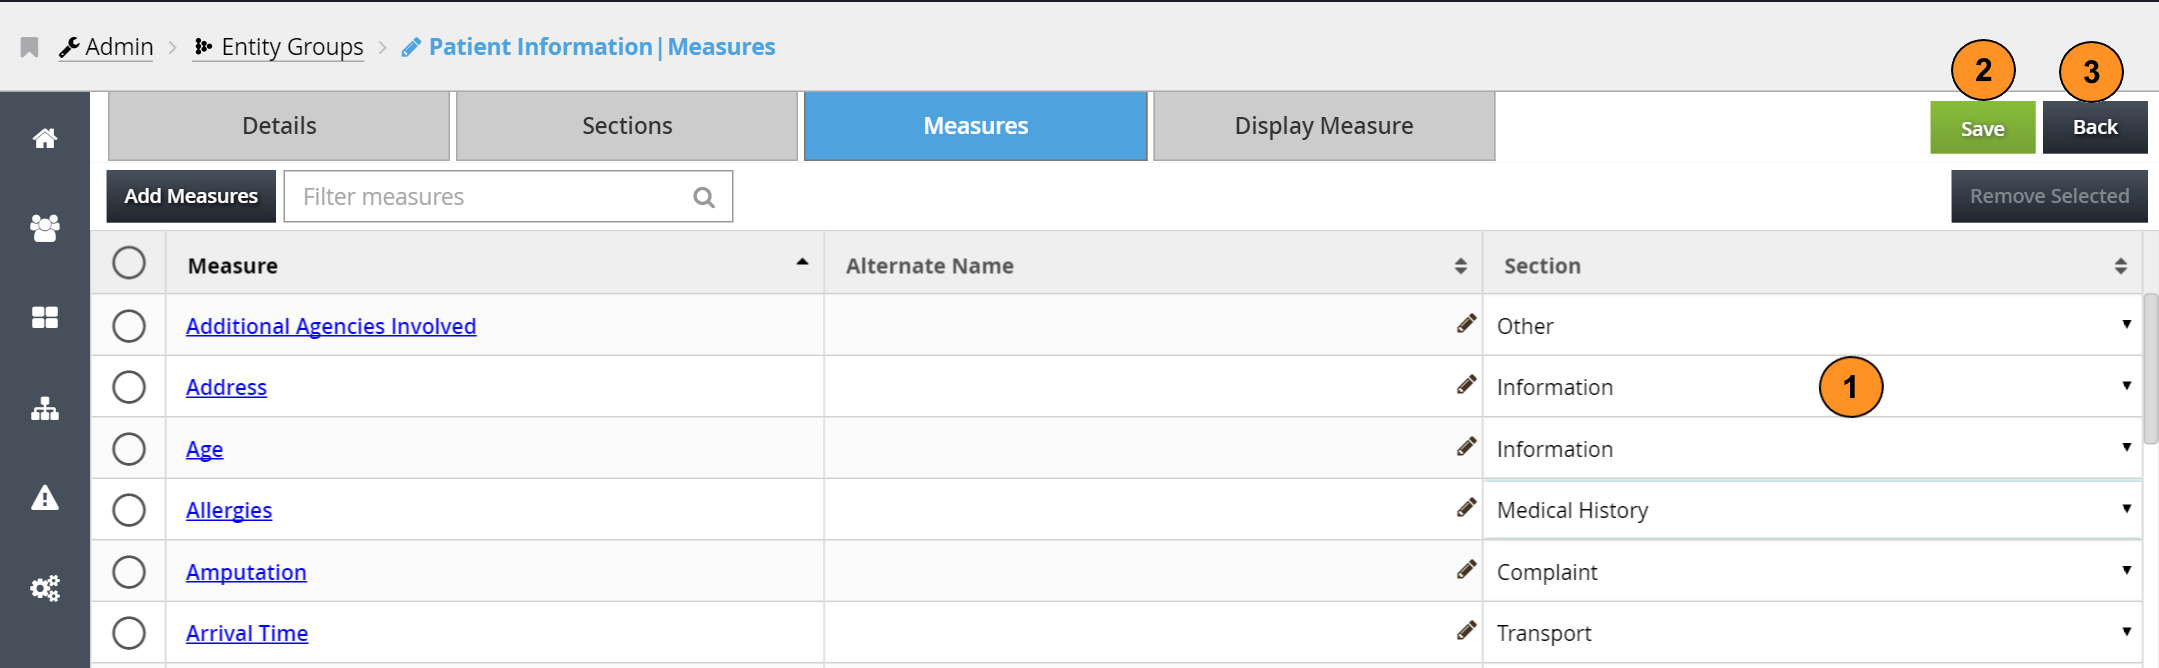 Admin > Entity Groups > Patient Information|Measures
2 3
Details Sections Measures Display Measure Save Back
Add Measures Filter measures Remove Selected
Measure Alternate Name Section
Additional Agencies Involved Other
Address Information 1
Age Information
Allergies Medical History
Amputation Complaint
Arrival Time Transport